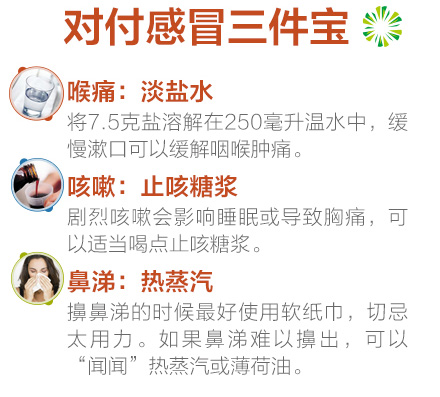 对付感冒三件宝
喉痛：淡盐水
将7.5克盐溶解在250毫升温水中，缓
慢漱口可以缓解咽喉肿痛。
咳嗽：止咳糖浆
剧烈咳嗽会影响睡眠或导致胸痛，可
以适当喝点止咳糖浆。
鼻涕：热蒸汽
擤鼻涕的时候最好使用软纸巾，切忌
太用力。如果鼻涕难以擤出，可以
“闻闻”热蒸汽或薄荷油。